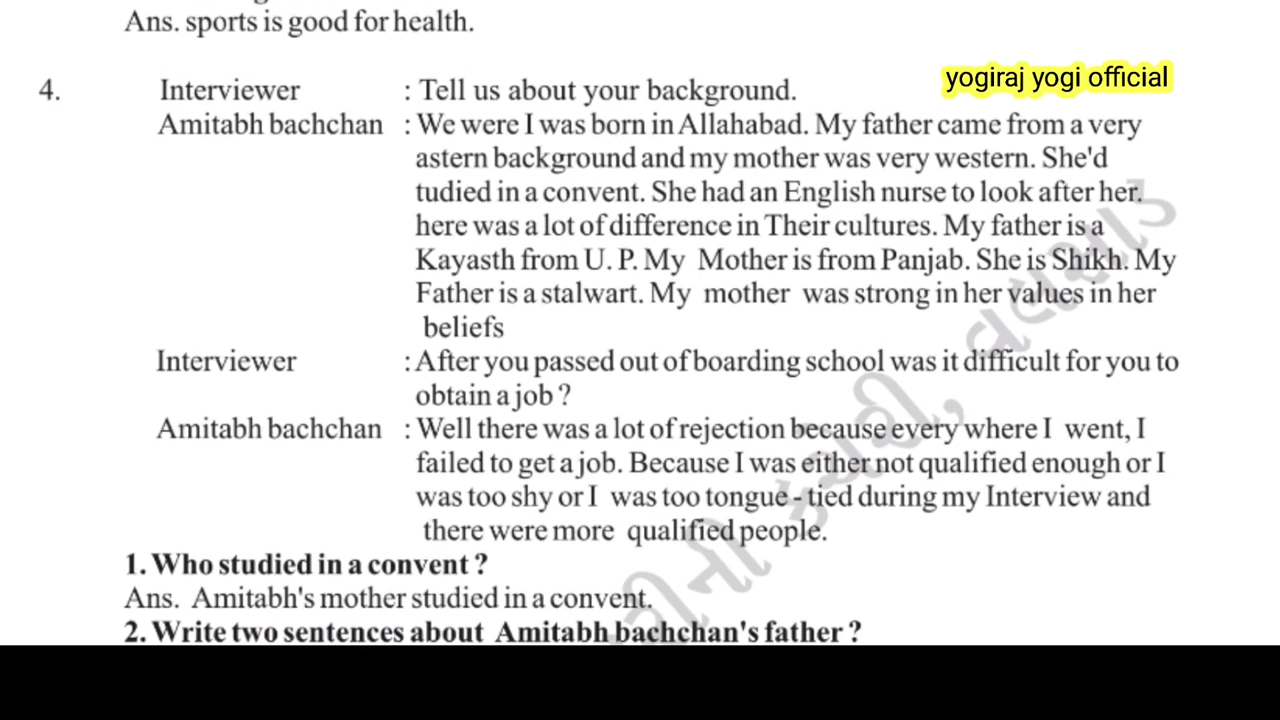 Ans. sports is good for health.
yogiraj yogi official
4. Interviewer : Tell us about your background.
Amitabh bachchan : We were I was born in Allahabad. My father came from a very
astern background and my mother was very western. She'd
tudied in a convent. She had an English nurse to look after her.
here was a lot of difference in Their cultures. My father is a
Kayasth from U. P. My Mother is from Panjab. She is Shikh. My
Father is a stalwart. My mother was strong in her values in her
beliefs
Interviewer : After you passed out of boarding school was it difficult for you to
obtain a job ?
Amitabh bachchan : Well there was a lot of rejection because every where I went, I
failed to get a job. Because I was either not qualified enough or I
was too shy or I was too tongue - tied during my Interview and
there were more qualified people.
1. Who studied in a convent ?
Ans. Amitabh's mother studied in a convent.
2. Write two sentences about Amitabh bachchan's father ?
કચેરી, વલસાડ